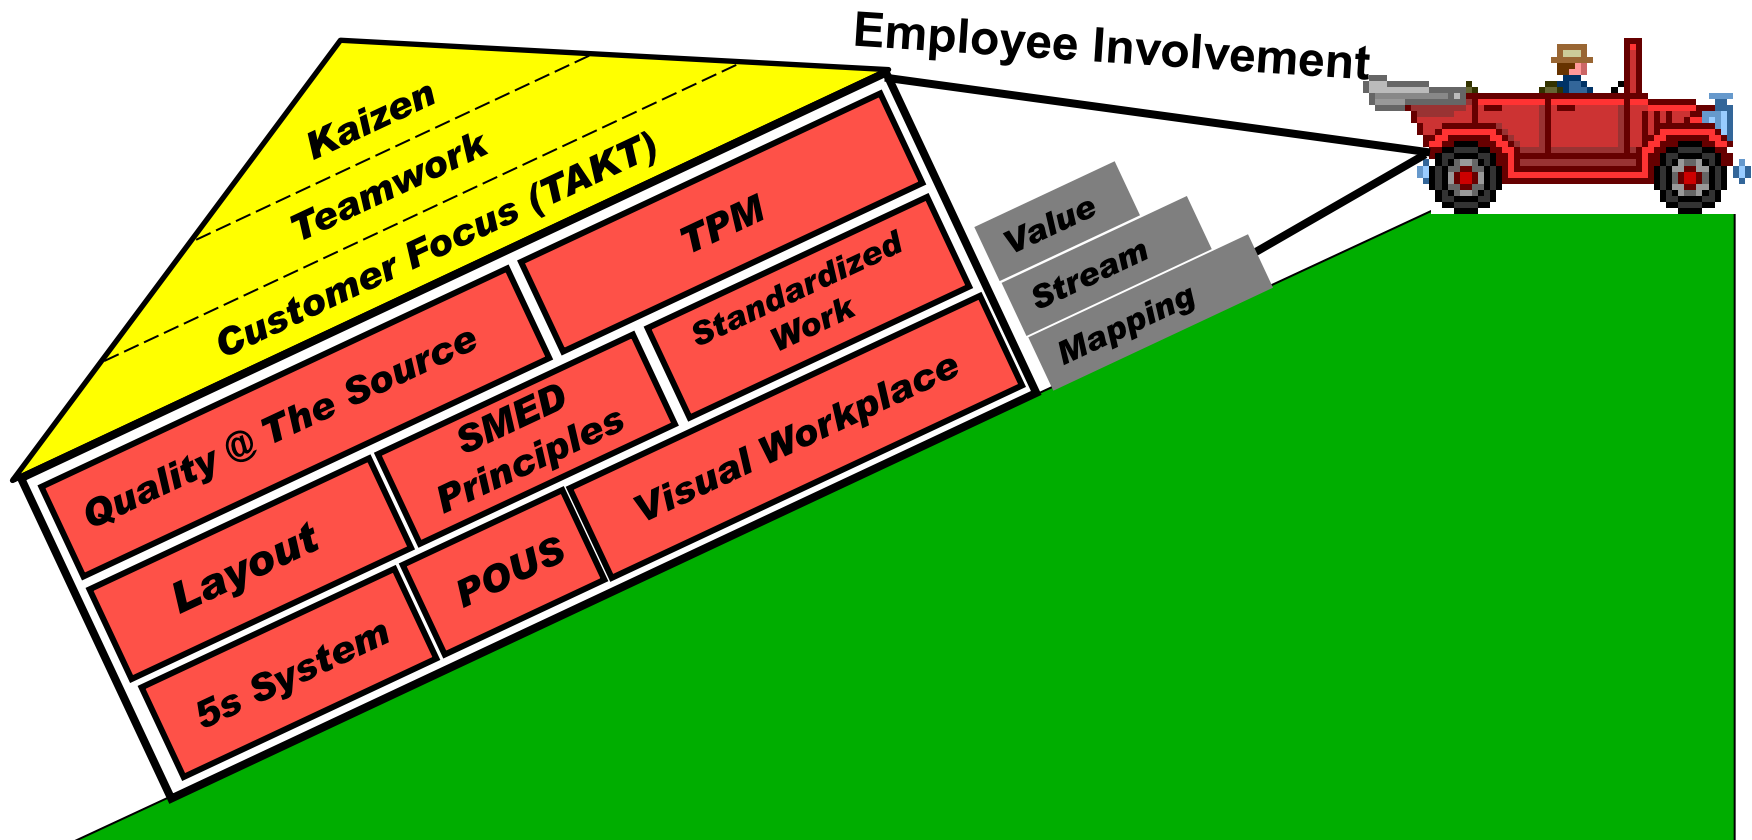 Employee Involvement
Kaizen
Teamwork
Customer Focus (TAKT)
Quality @ The Source
TPM
Layout
SMED
Principles
Standardized
Work
5s System
POUS
Visual Workplace
Value
Stream
Mapping